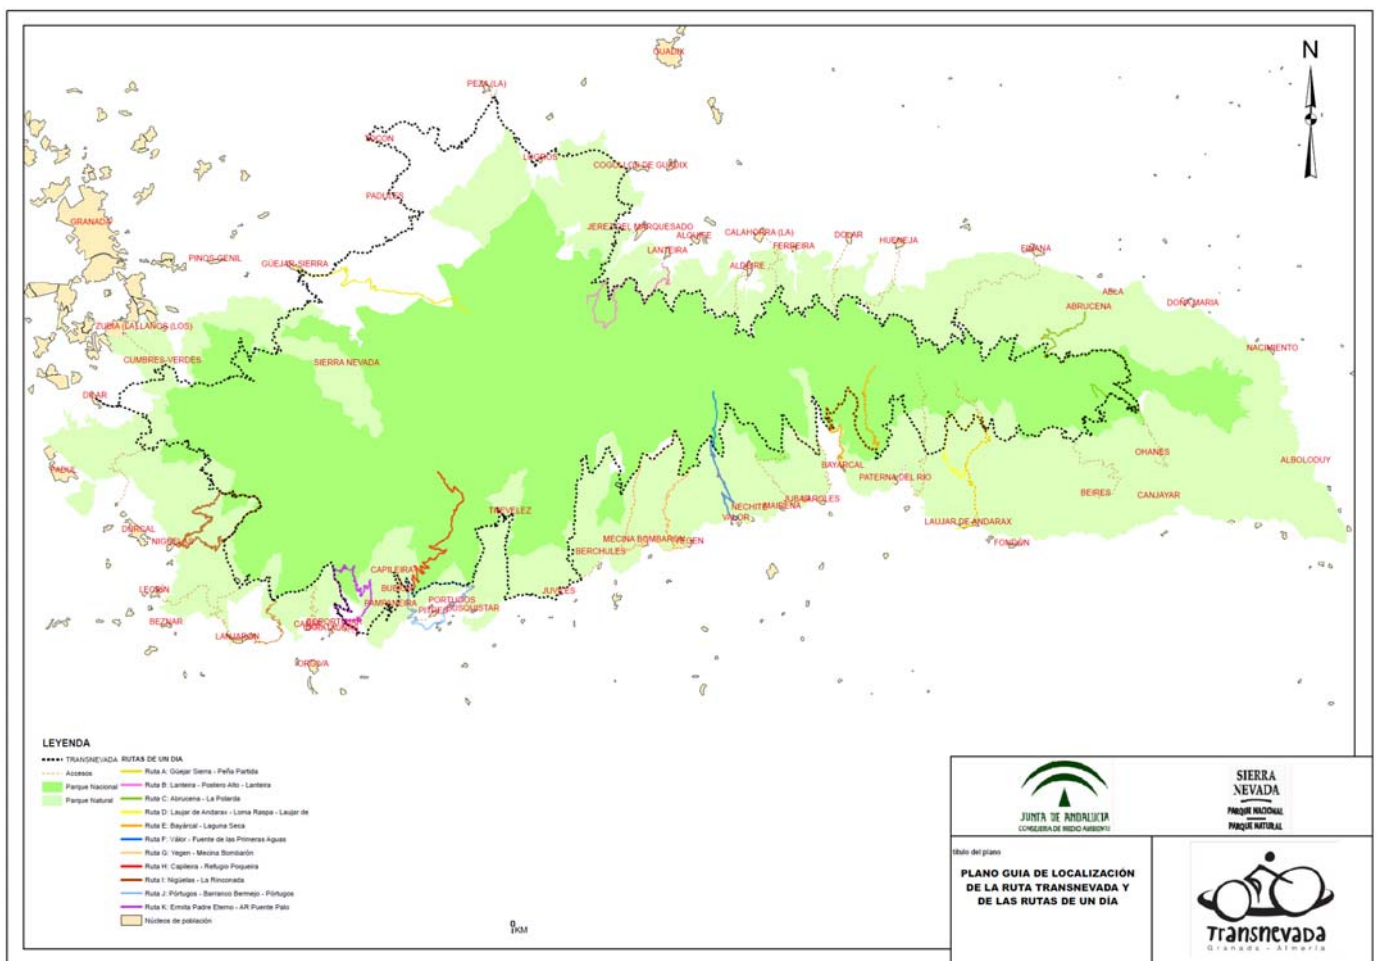 GUADIX
N
PEZA (LA)
TOCON
LUGROS
COGOLLOS DE GUADIX
PADULES
GRANADA
JEREZ DEL MARQUESADO
ALQUIFE
CALAHORRA (LA)
DOLAR
HUENEJA
FERREIRA
LANTEIRA
FIÑANA
PINOS-GENIL
GÜEJAR-SIERRA
ALDEIRE
ABLA
ABRUCENA
DOÑA MARIA
ZUBIA (LA)
LLANOS (LOS)
NACIMIENTO
CUMBRES-VERDES
SIERRA NEVADA
DILAR
OHANES
ALBOLODUY
PADUL
BAYARCAL
PATERNA DEL RIO
BEIRES
CANJAYAR
JUBAR
LAROLES
NECHITE
MAIRENA
VALOR
TREVELEZ
LAUJAR DE ANDARAX
DURCAL
NIGUELAS
MECINA BOMBARÓN
YEGEN
FONDON
BERCHULES
CAPILEIRA
LECRÍN
JUVILES
PAMPANEIRA
PORTUGOS
BUSQUISTAR
PITRES
BEZNAR
LANJARÓN
ORGIVA
LEYENDA
TRANSNEVADA
Accesos
Parque Nacional
Parque Natural
RUTAS DE UN DIA
Ruta A: Güejar Sierra - Peña Partida
Ruta B: Lanteira - Postero Alto - Lanteira
Ruta C: Abrucena - La Polarda
Ruta D: Laujar de Andarax - Loma Raspa - Laujar de
Ruta E: Bayárcal - Laguna Seca
Ruta F: Válor - Fuente de las Primeras Aguas
Ruta G: Yegen - Mecina Bombarón
Ruta H: Capileira - Refugio Poqueira
Ruta I: Nigüelas - La Rinconada
Ruta J: Pórtugos - Barranco Bermejo - Pórtugos
Ruta K: Ermita Padre Eterno - AR Puente Palo
Núcleos de población
0
KM
JUNTA DE ANDALUCIA
CONSEJERIA DE MEDIO AMBIENTE
SIERRA
NEVADA
PARQUE NACIONAL
PARQUE NATURAL
título del plano
PLANO GUIA DE LOCALIZACIÓN
DE LA RUTA TRANSNEVADA Y
DE LAS RUTAS DE UN DÍA
Transnevada
Granada - Almería